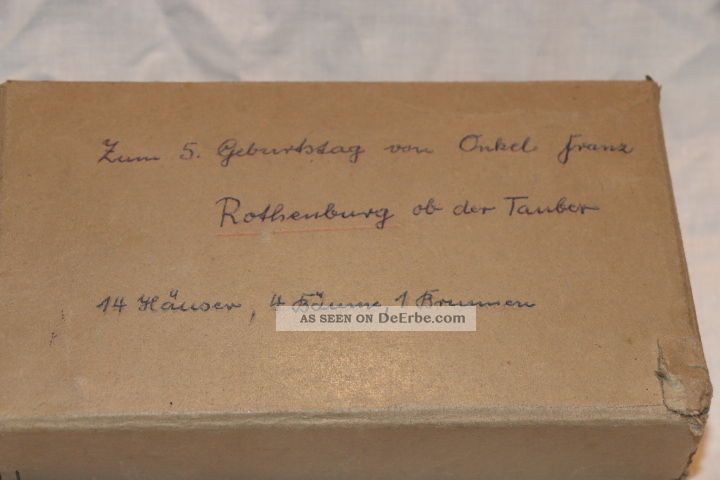 Zum 5. Geburtstag von Onkel Franz
Rothenburg ob der Tauber
14 Häuser, 4 Bäume, 1 Brunnen
AS SEEN ON DeErbe.com